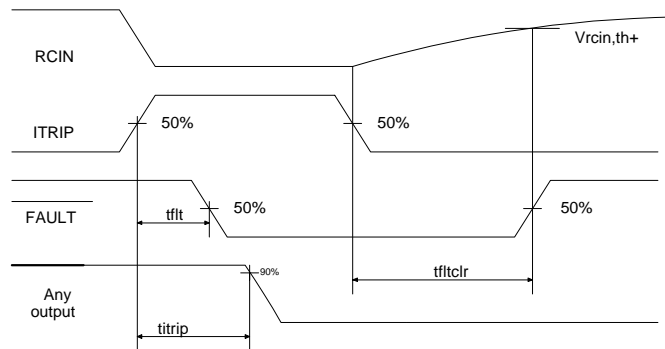 Vrcin,th+
RCIN
ITRIP
50%
50%
FAULT
tflt
50%
50%
tfltclr
90%
Any
output
titrip